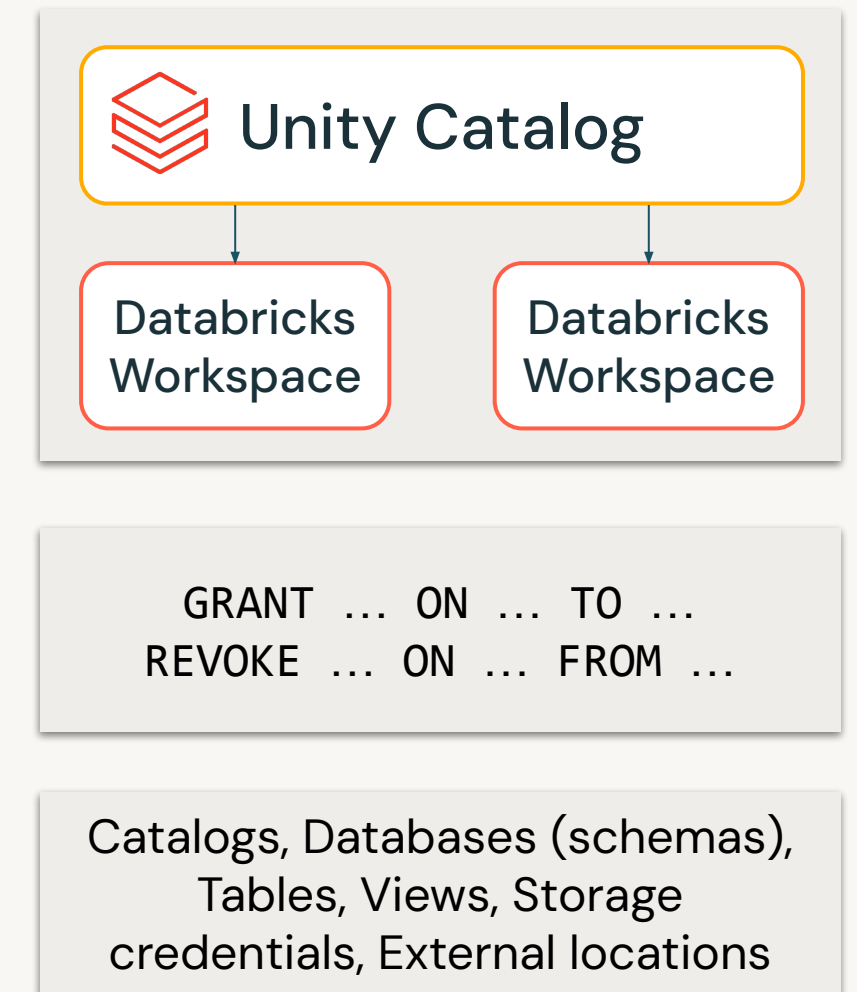 Unity Catalog
Databricks Databricks
Workspace Workspace
GRANT … ON … TO …
REVOKE … ON … FROM …
Catalogs, Databases (schemas),
Tables, Views, Storage
credentials, External locations